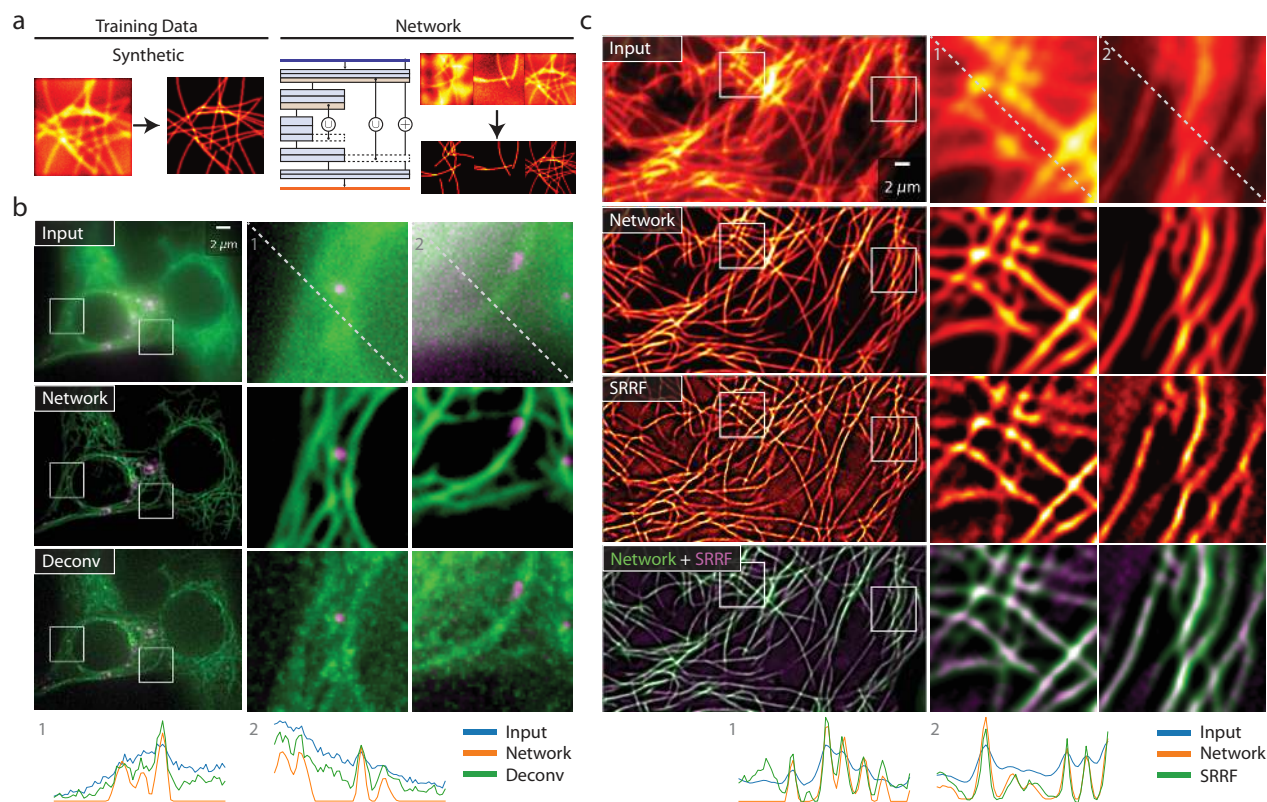 a
Training Data
Network
Synthetic
U
U
+
b
Input
2 μm
1
2
Network
Deconv
1
2
Input
Network
Deconv
c
Input
2 μm
1
2
Network
SRRF
Network + SRRF
1
2
Input
Network
SRRF